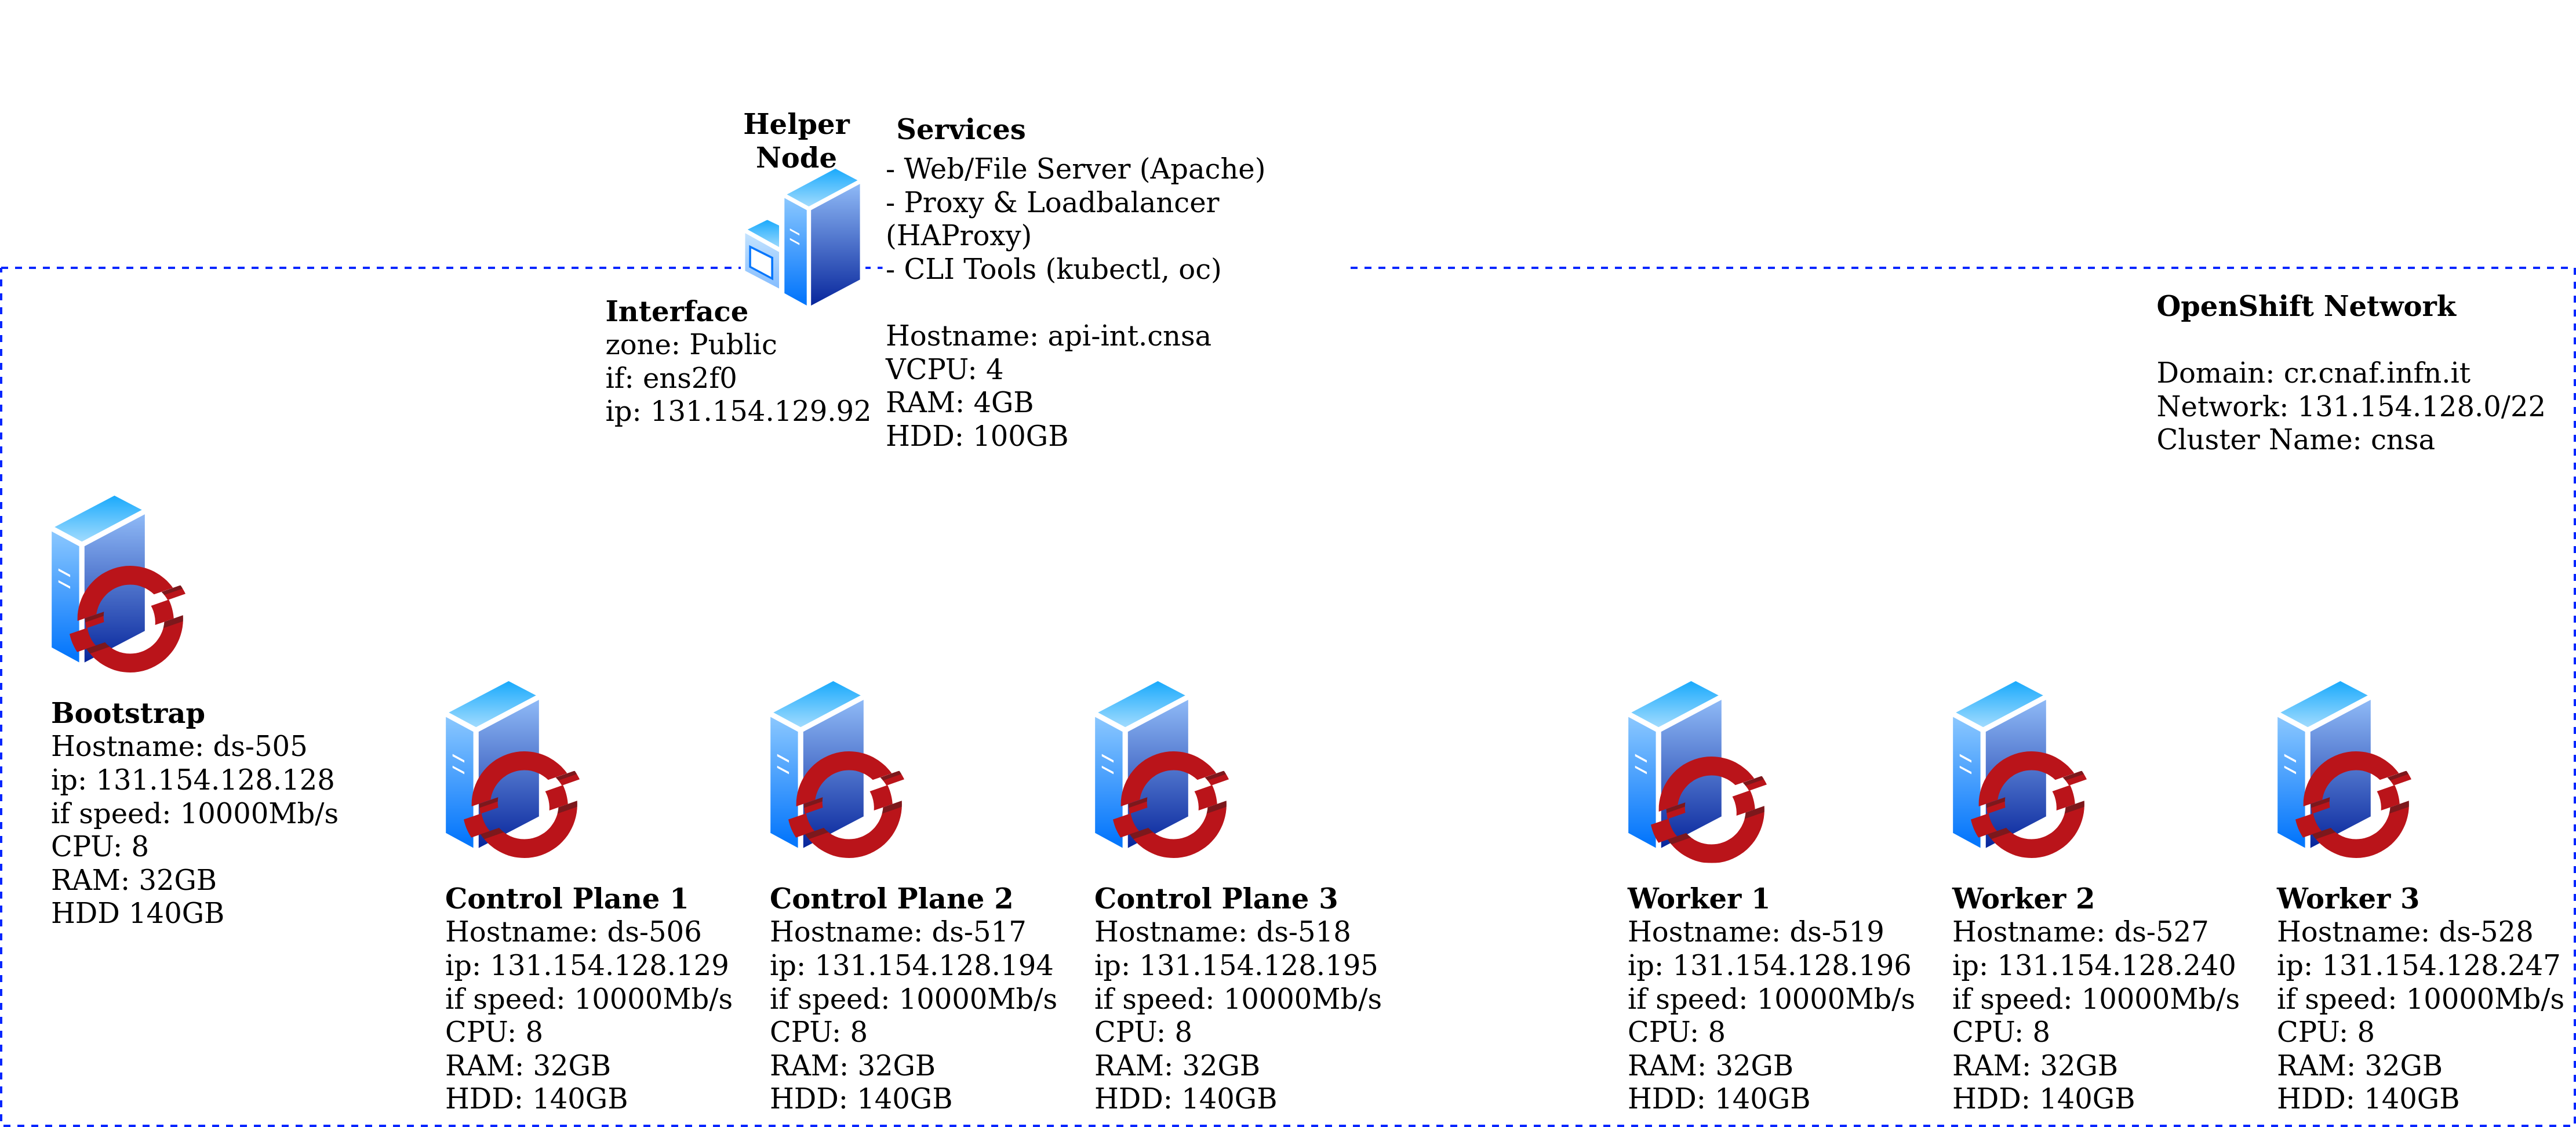 Helper
Node
Services
- Web/File Server (Apache)
- Proxy & Loadbalancer
(HAProxy)
- CLI Tools (kubectl, oc)
Hostname: api-int.cnsa
VCPU: 4
RAM: 4GB
HDD: 100GB
Interface
zone: Public
if: ens2f0
ip: 131.154.129.92
OpenShift Network
Domain: cr.cnaf.infn.it
Network: 131.154.128.0/22
Cluster Name: cnsa
Bootstrap
Hostname: ds-505
ip: 131.154.128.128
if speed: 10000Mb/s
CPU: 8
RAM: 32GB
HDD 140GB
Control Plane 1
Hostname: ds-506
ip: 131.154.128.129
if speed: 10000Mb/s
CPU: 8
RAM: 32GB
HDD: 140GB
Control Plane 2
Hostname: ds-517
ip: 131.154.128.194
if speed: 10000Mb/s
CPU: 8
RAM: 32GB
HDD: 140GB
Control Plane 3
Hostname: ds-518
ip: 131.154.128.195
if speed: 10000Mb/s
CPU: 8
RAM: 32GB
HDD: 140GB
Worker 1
Hostname: ds-519
ip: 131.154.128.196
if speed: 10000Mb/s
CPU: 8
RAM: 32GB
HDD: 140GB
Worker 2
Hostname: ds-527
ip: 131.154.128.240
if speed: 10000Mb/s
CPU: 8
RAM: 32GB
HDD: 140GB
Worker 3
Hostname: ds-528
ip: 131.154.128.247
if speed: 10000Mb/s
CPU: 8
RAM: 32GB
HDD: 140GB